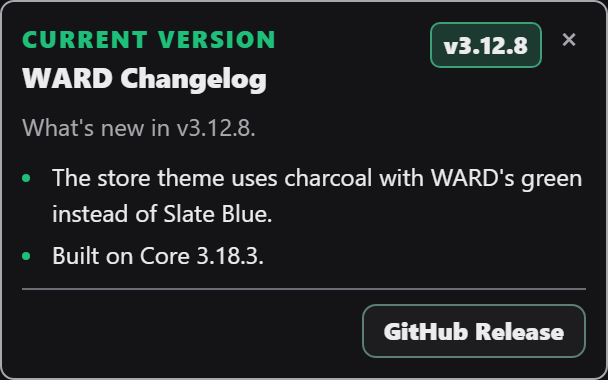 CURRENT VERSION
v3.12.8
×
WARD Changelog
What's new in v3.12.8.
• The store theme uses charcoal with WARD's green
instead of Slate Blue.
• Built on Core 3.18.3.
GitHub Release